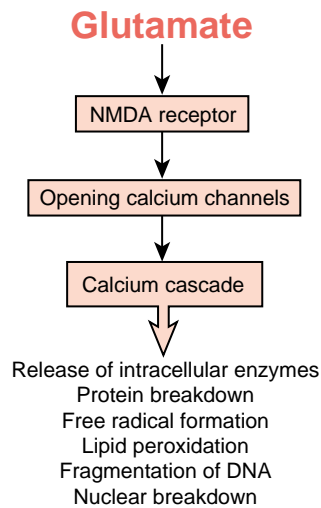 Glutamate
NMDA receptor
Opening calcium channels
Calcium cascade
Release of intracellular enzymes
Protein breakdown
Free radical formation
Lipid peroxidation
Fragmentation of DNA
Nuclear breakdown